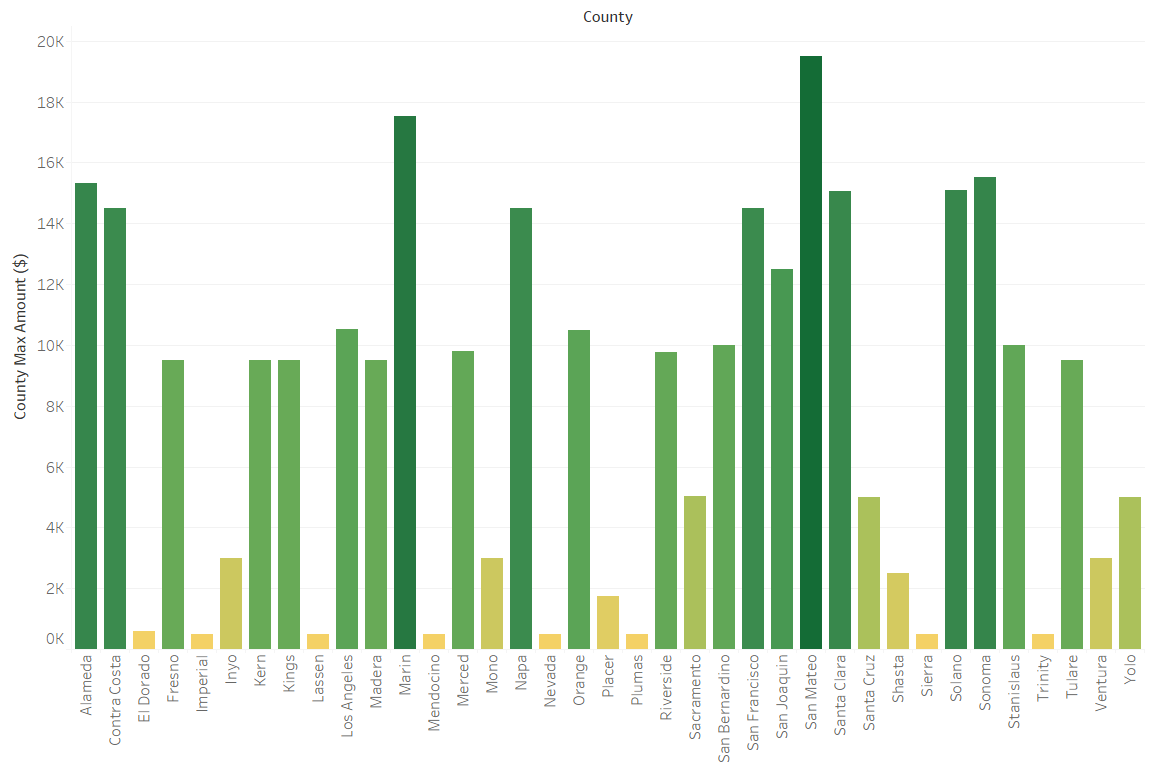 County
County Max Amount ($)
20K
18K
16K
14K
12K
10K
8K
6K
4K
2K
0K
Alameda
Contra Costa
El Dorado
Fresno
Imperial
Inyo
Kern
Kings
Lassen
Los Angeles
Madera
Marin
Mendocino
Merced
Mono
Napa
Nevada
Orange
Placer
Plumas
Riverside
Sacramento
San Bernardino
San Francisco
San Joaquin
San Mateo
Santa Clara
Santa Cruz
Shasta
Sierra
Solano
Sonoma
Stanislaus
Trinity
Tulare
Ventura
Yolo